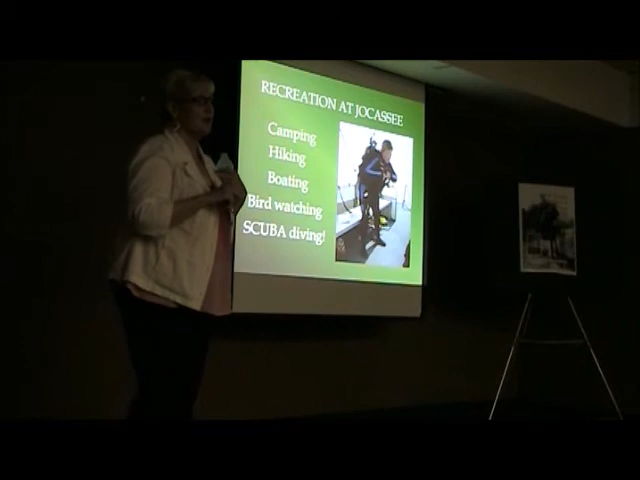 RECREATION AT JOCASSEE
Camping
Hiking
Boating
Bird watching
SCUBA diving!